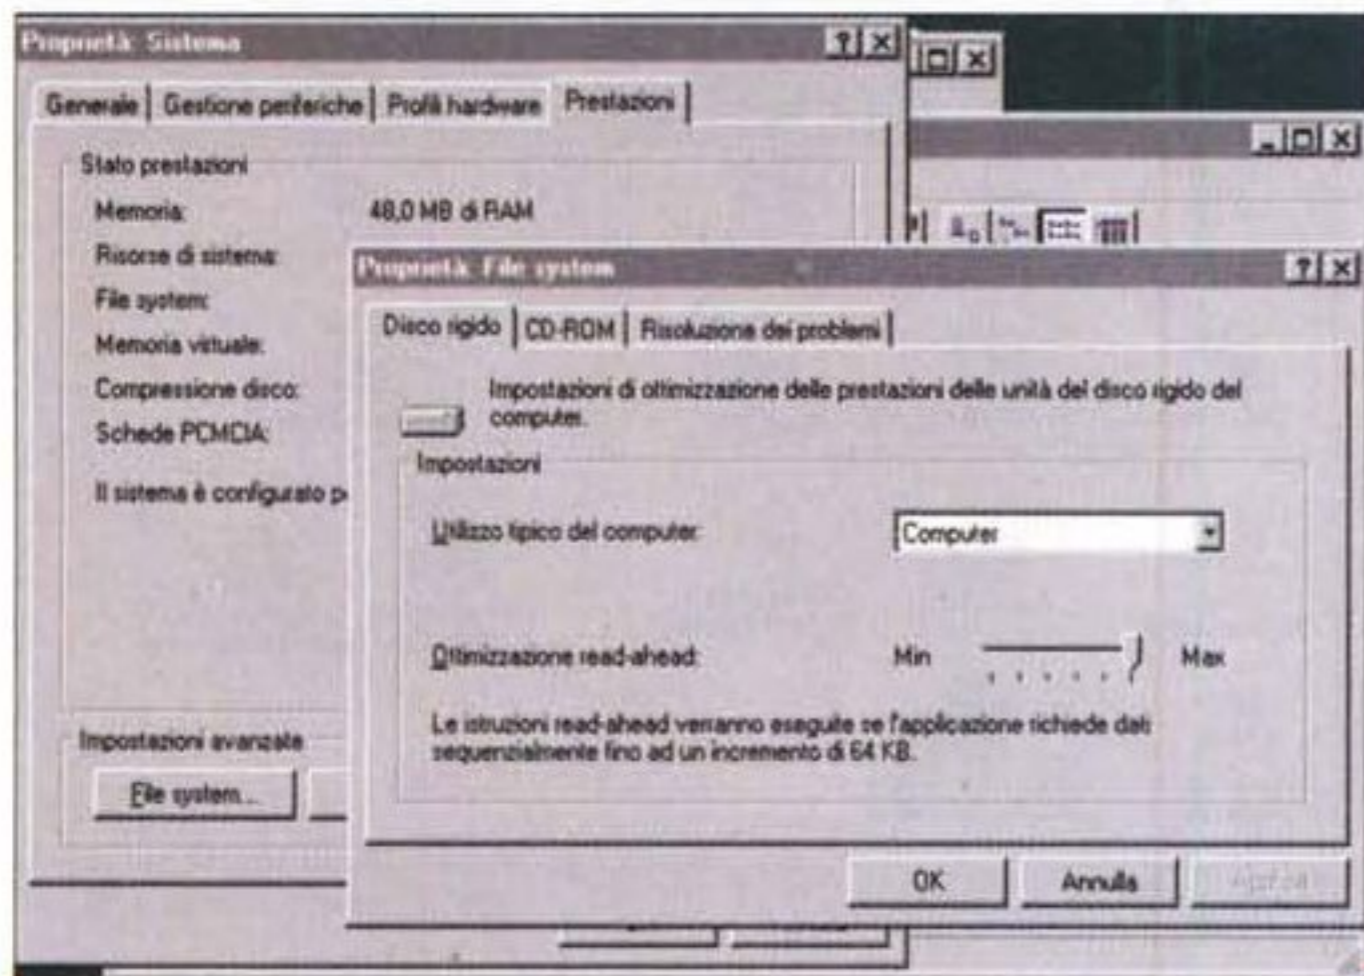 Proprietà: Sistema
Generale
Gestione periferiche
Profili hardware
Prestazioni
Stato prestazioni
Memoria:
48,0 MB di RAM
Risorse di sistema:
File system:
Memoria virtuale:
Compressione disco:
Schede PCMCIA:
Il sistema è configurato
Impostazioni avanzate
File system...
Proprietà: File system
Disco rigido
CD-ROM
Risoluzione dei problemi
Impostazioni di ottimizzazione delle prestazioni delle unità del disco rigido del
computer.
Impostazioni
Utilizzo tipico del computer:
Computer
Ottimizzazione read-ahead:
Min
Max
Le istruzioni read-ahead verranno eseguite se l'applicazione richiede dati
sequenzialmente fino ad un incremento di 64 KB.
OK
Annulla